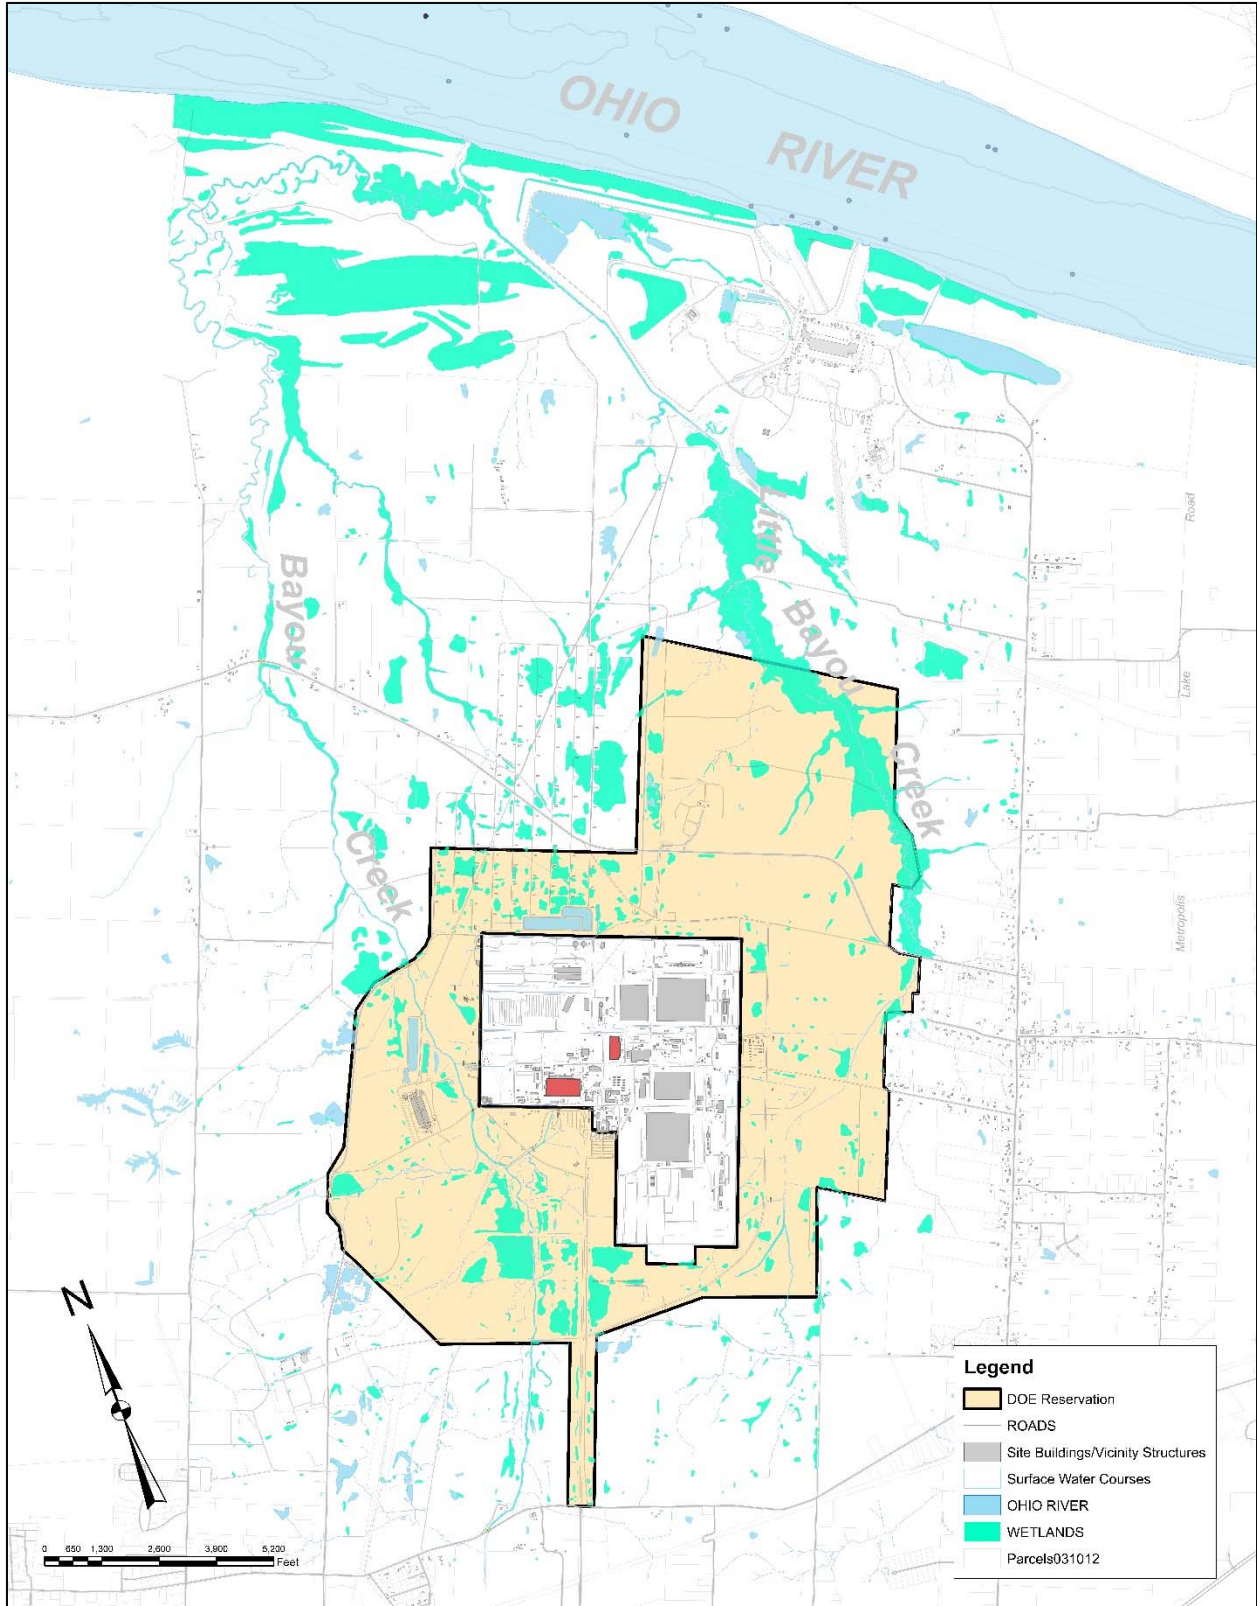 OHIO
RIVER
Road
Little
Bayou
Bayou
Lake
Creek
Creek
Metropolis
N
0 650 1,300 2,600 3,900 5,200
Feet
Legend
DOE Reservation
ROADS
Site Buildings/Vicinity Structures
Surface Water Courses
OHIO RIVER
WETLANDS
Parcels031012